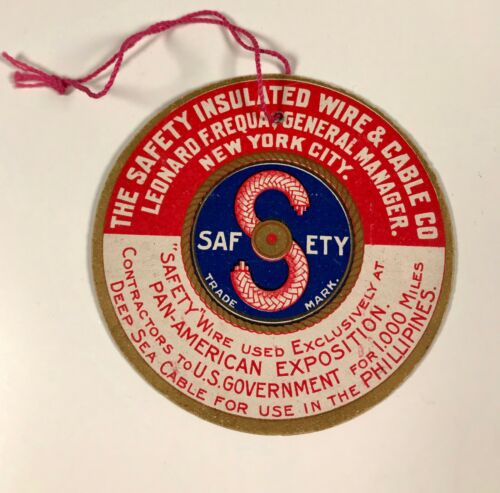 THE SAFETY INSULATED WIRE & CABLE CO
LEONARD F. REQUA, GENERAL MANAGER.
NEW YORK CITY.
SAF S ETY
TRADE MARK.
"SAFETY" WIRE USED EXCLUSIVELY AT
PAN-AMERICAN EXPOSITION
CONTRACTORS TO U.S. GOVERNMENT FOR 1,000 MILES
DEEP SEA CABLE FOR USE IN THE PHILLIPINES.